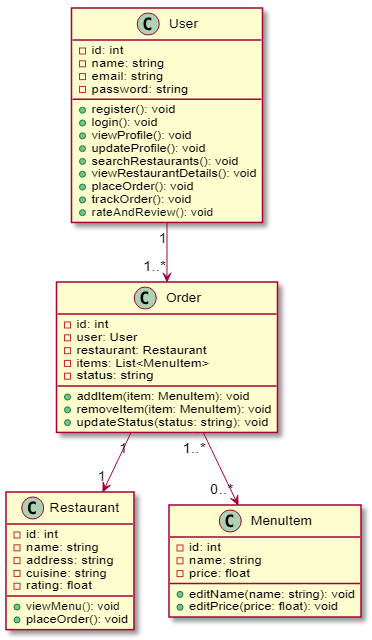 C User
id: int
name: string
email: string
password: string
register(): void
login(): void
viewProfile(): void
updateProfile(): void
searchRestaurants(): void
viewRestaurantDetails(): void
placeOrder(): void
trackOrder(): void
rateAndReview(): void
1
1..*
C Order
id: int
user: User
restaurant: Restaurant
items: List<MenuItem>
status: string
addItem(item: MenuItem): void
removeItem(item: MenuItem): void
updateStatus(status: string): void
1
1..*
1
0..*
C Restaurant
id: int
name: string
address: string
cuisine: string
rating: float
viewMenu(): void
placeOrder(): void
C MenuItem
id: int
name: string
price: float
editName(name: string): void
editPrice(price: float): void